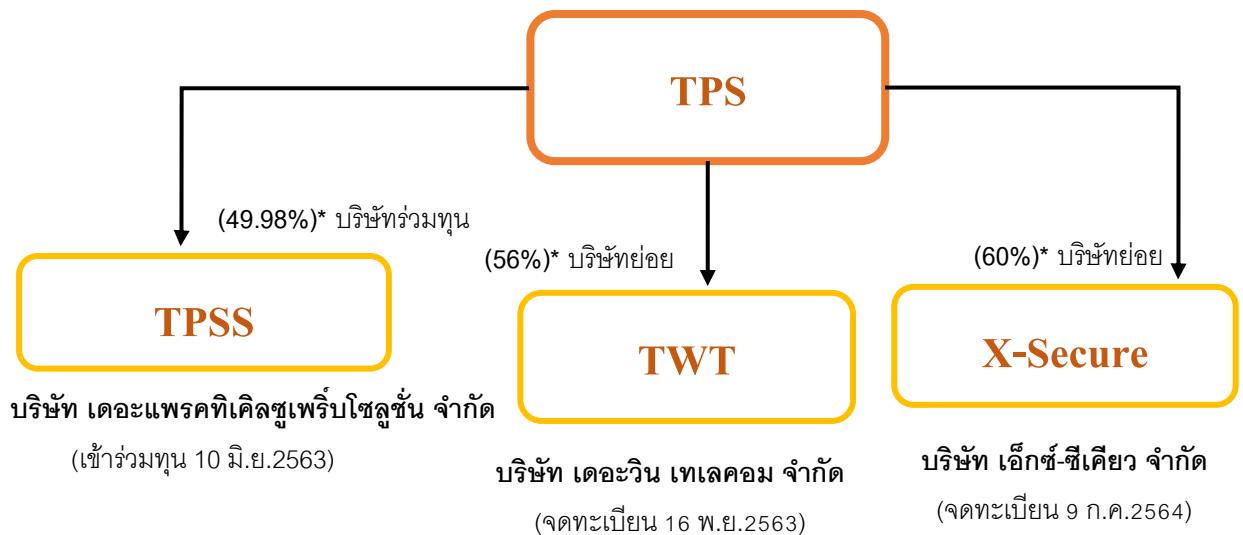 TPS
(49.98%)* บริษัทร่วมทุน
TPSS
บริษัท เดอะแพรคทิเคิลซูเพริ์บโซลูชั่น จำกัด
(เข้าร่วมทุน 10 มิ.ย.2563)
(56%)* บริษัทย่อย
TWT
บริษัท เดอะวิน เทเลคอม จำกัด
(จดทะเบียน 16 พ.ย.2563)
(60%)* บริษัทย่อย
X-Secure
บริษัท เอ็กซ์-ซีเคียว จำกัด
(จดทะเบียน 9 ก.ค.2564)